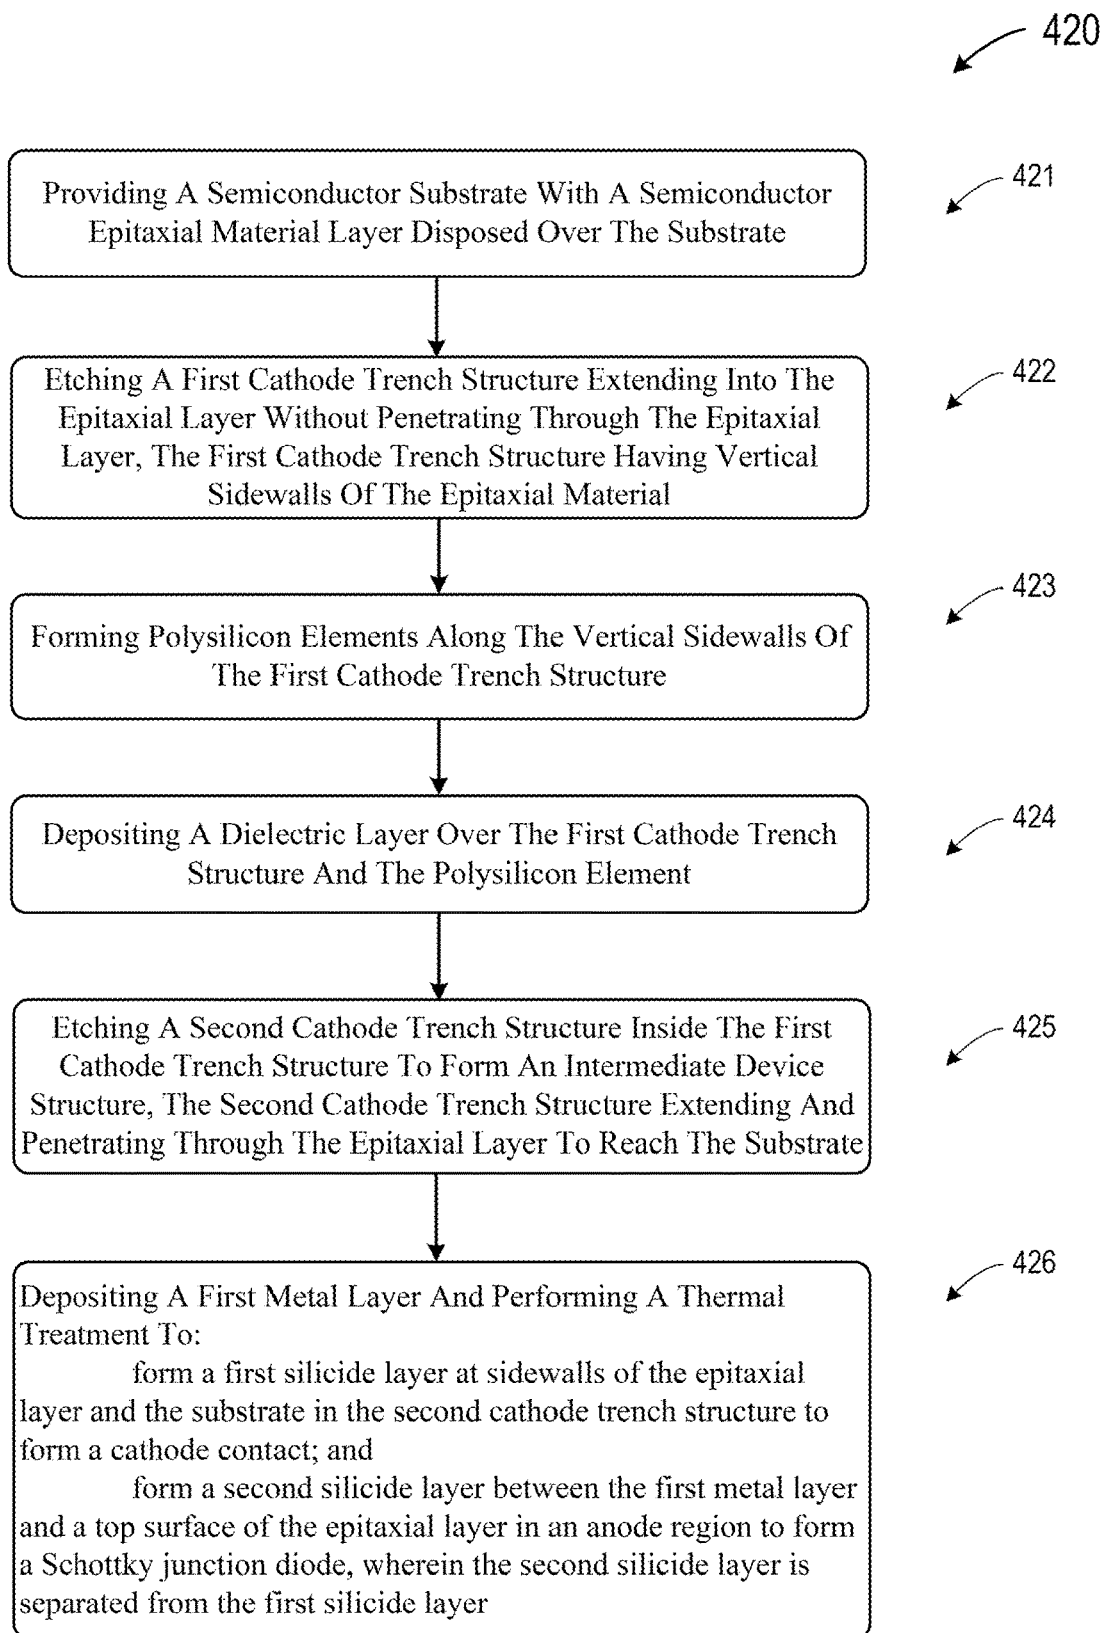 420
Providing A Semiconductor Substrate With A Semiconductor
Epitaxial Material Layer Disposed Over The Substrate
421
Etching A First Cathode Trench Structure Extending Into The
Epitaxial Layer Without Penetrating Through The Epitaxial
Layer, The First Cathode Trench Structure Having Vertical
Sidewalls Of The Epitaxial Material
422
Forming Polysilicon Elements Along The Vertical Sidewalls Of
The First Cathode Trench Structure
423
Depositing A Dielectric Layer Over The First Cathode Trench
Structure And The Polysilicon Element
424
Etching A Second Cathode Trench Structure Inside The First
Cathode Trench Structure To Form An Intermediate Device
Structure, The Second Cathode Trench Structure Extending And
Penetrating Through The Epitaxial Layer To Reach The Substrate
425
Depositing A First Metal Layer And Performing A Thermal
Treatment To:
form a first silicide layer at sidewalls of the epitaxial
layer and the substrate in the second cathode trench structure to
form a cathode contact; and
form a second silicide layer between the first metal layer
and a top surface of the epitaxial layer in an anode region to form
a Schottky junction diode, wherein the second silicide layer is
separated from the first silicide layer
426